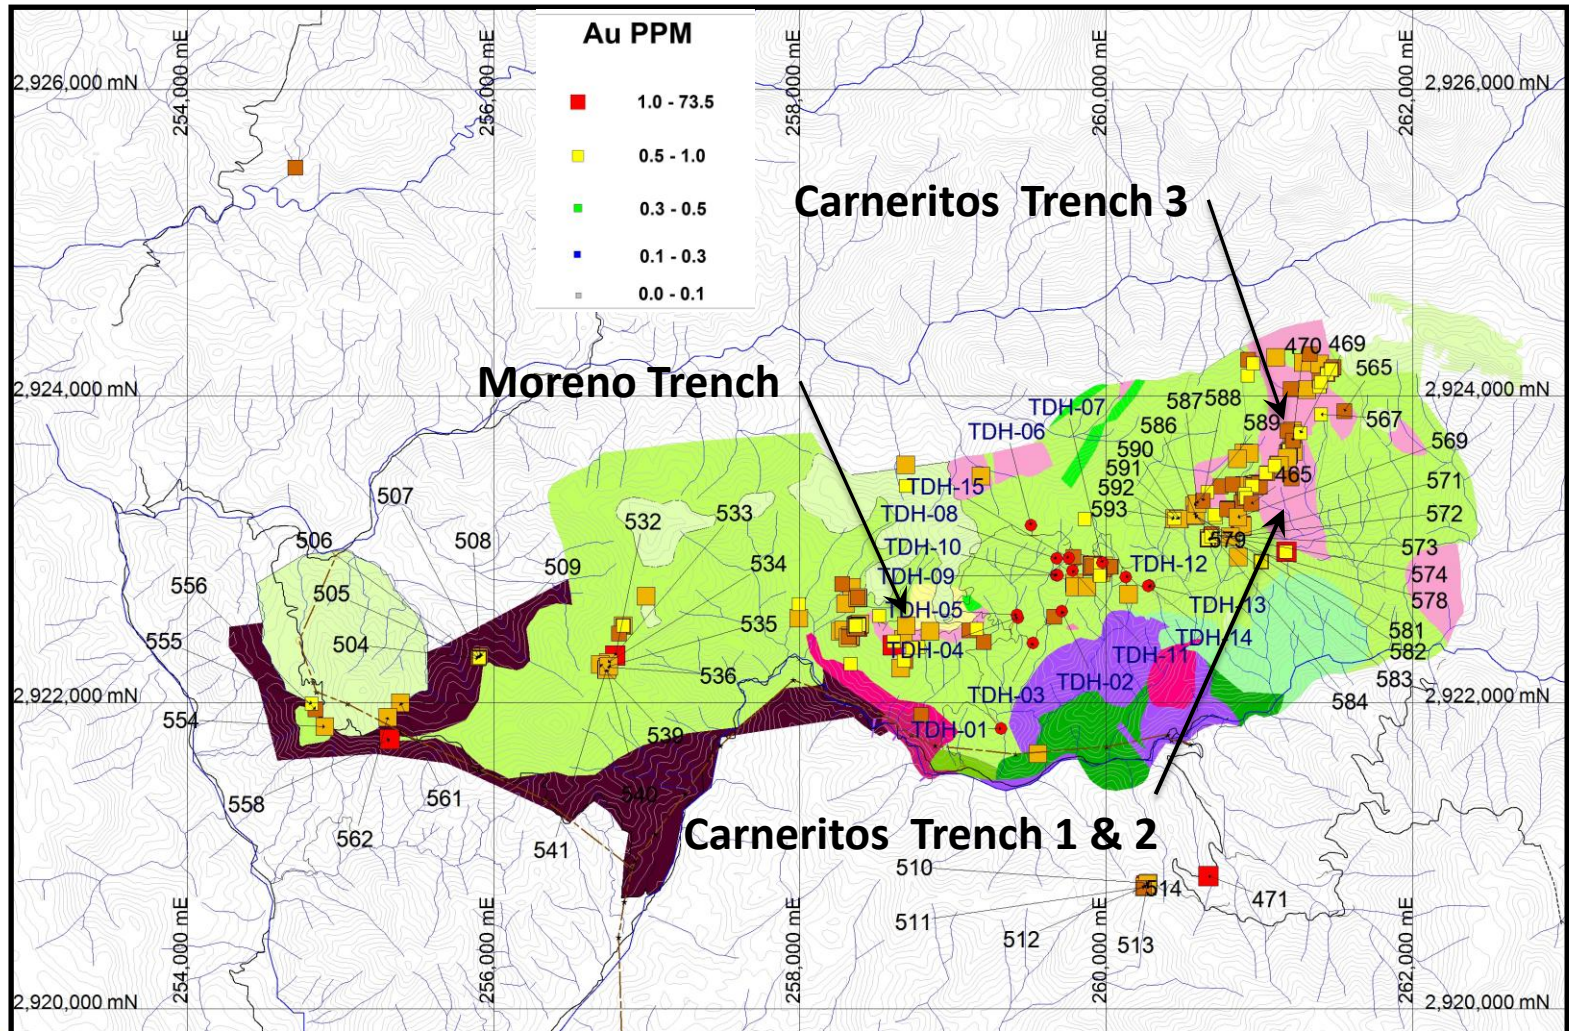 Au PPM
1.0 - 73.5
0.5 - 1.0
0.3 - 0.5
0.1 - 0.3
0.0 - 0.1
254,000 mE
256,000 mE
258,000 mE
260,000 mE
262,000 mE
2,926,000 mN
2,926,000 mN
Carneritos Trench 3
Moreno Trench
470
469
565
2,924,000 mN
2,924,000 mN
587
588
TDH-07
567
586
589
TDH-06
569
590
591
465
571
592
TDH-15
507
593
TDH-08
572
532
533
506
508
579
573
TDH-10
534
509
TDH-12
574
556
TDH-09
505
578
TDH-13
TDH-05
535
581
555
504
TDH-14
TDH-04
582
TDH-11
536
TDH-02
583
TDH-03
584
2,922,000 mN
2,922,000 mN
554
TDH-01
539
540
558
561
562
541
Carneritos Trench 1 & 2
510
514
471
511
512
513
254,000 mE
256,000 mE
258,000 mE
260,000 mE
262,000 mE
2,920,000 mN
2,920,000 mN